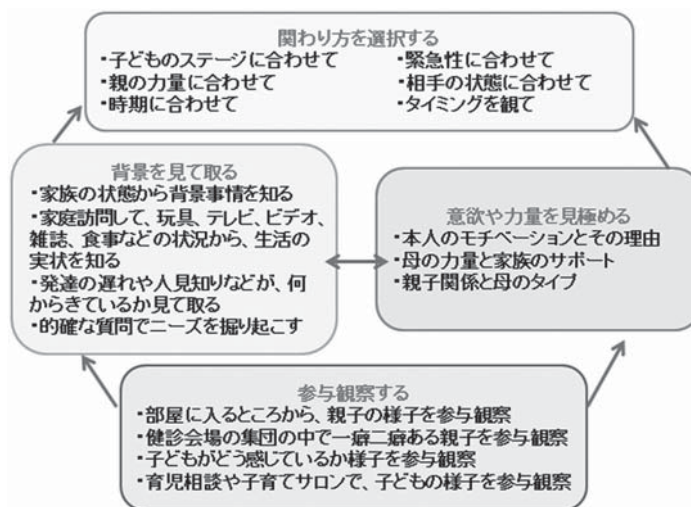 関わり方を選択する
・子どものステージに合わせて
・親の力量に合わせて
・時期に合わせて
・緊急性に合わせて
・相手の状態に合わせて
・タイミングを観て
背景を見て取る
・家族の状態から背景事情を知る
・家庭訪問して、玩具、テレビ、ビデオ、
雑誌、食事などの状況から、生活の
実状を知る
・発達の遅れや人見知りなどが、何
からきているか見て取る
・的確な質問でニーズを掘り起こす
意欲や力量を見極める
・本人のモチベーションとその理由
・母の力量と家族のサポート
・親子関係と母のタイプ
参与観察する
・部屋に入るところから、親子の様子を参与観察
・健診会場の集団の中で一癖二癖ある親子を参与観察
・子どもがどう感じているか様子を参与観察
・育児相談や子育てサロンで、子どもの様子を参与観察